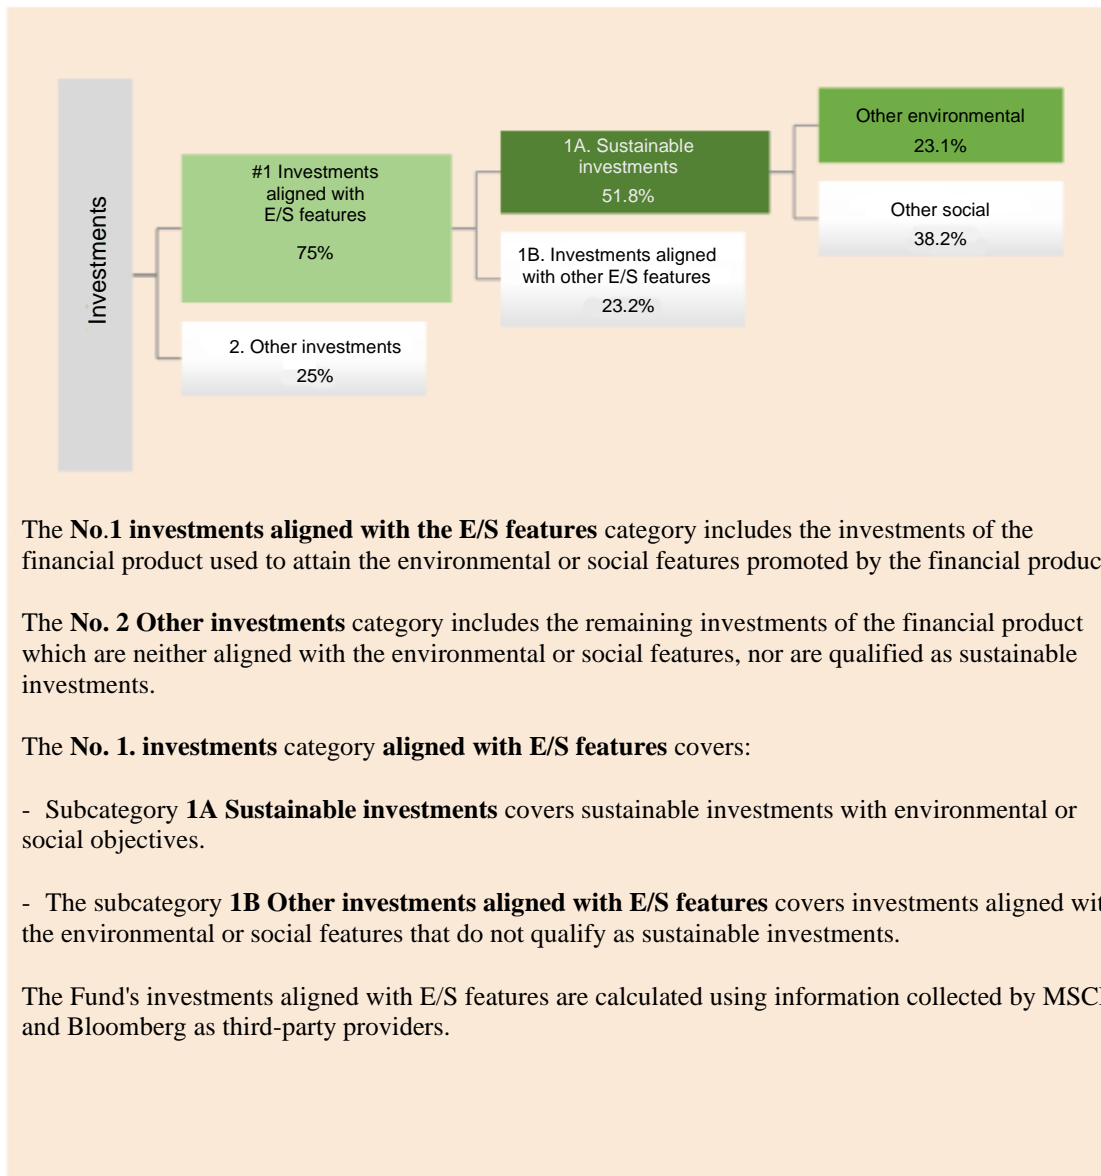 Investments
#1 Investments
aligned with
E/S features
75%
2. Other investments
25%
1A. Sustainable
investments
51.8%
1B. Investments aligned
with other E/S features
23.2%
Other environmental
23.1%
Other social
38.2%
The No.1 investments aligned with the E/S features category includes the investments of the
financial product used to attain the environmental or social features promoted by the financial produc
The No. 2 Other investments category includes the remaining investments of the financial product
which are neither aligned with the environmental or social features, nor are qualified as sustainable
investments.
The No. 1. investments category aligned with E/S features covers:
- Subcategory 1A Sustainable investments covers sustainable investments with environmental or
social objectives.
- The subcategory 1B Other investments aligned with E/S features covers investments aligned wit
the environmental or social features that do not qualify as sustainable investments.
The Fund's investments aligned with E/S features are calculated using information collected by MSCI
and Bloomberg as third-party providers.